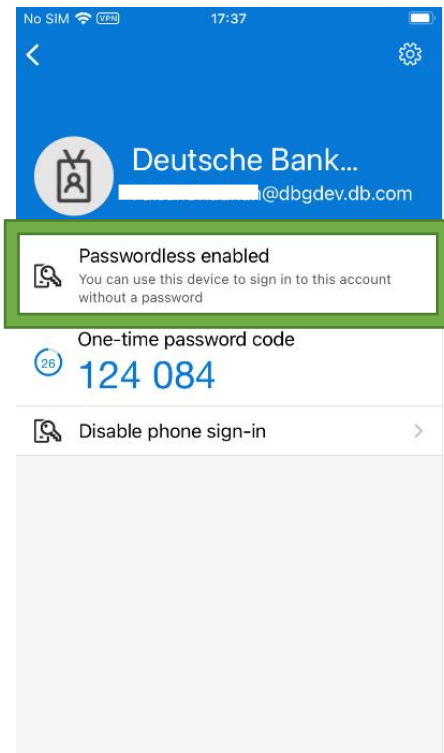 No SIM VPN 17:37
Deutsche Bank...
@dbgdev.db.com
Passwordless enabled
You can use this device to sign in to this account
without a password
One-time password code
26
124 084
Disable phone sign-in